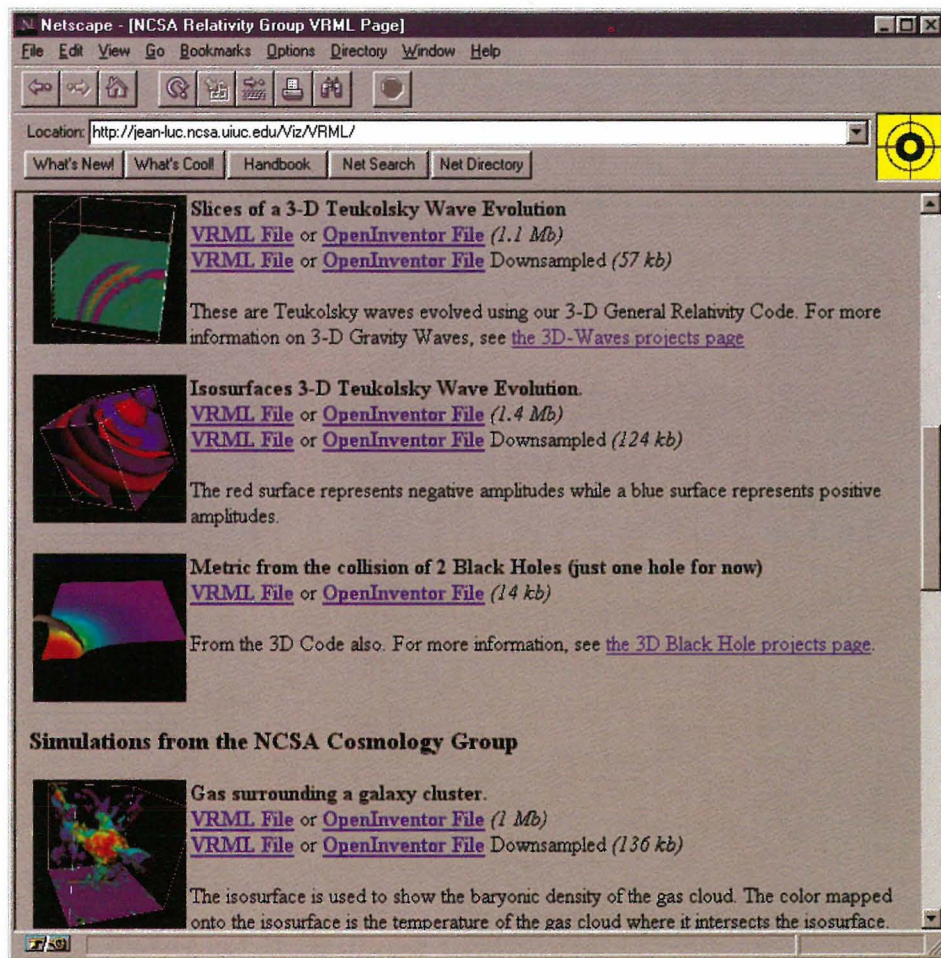 Netscape - [NCSA Relativity Group VRML Page]
File Edit View Go Bookmarks Options Directory Window Help
Location: http://jean-luc.ncsa.uiuc.edu/Viz/VRML/
What's New! What's Cool! Handbook Net Search Net Directory
Slices of a 3-D Teukolsky Wave Evolution
VRML File or OpenInventor File (1.1 Mb)
VRML File or OpenInventor File Downsampled (57 kb)
These are Teukolsky waves evolved using our 3-D General Relativity Code. For more
information on 3-D Gravity Waves, see the 3D-Waves projects page
Isosurfaces 3-D Teukolsky Wave Evolution.
VRML File or OpenInventor File (1.4 Mb)
VRML File or OpenInventor File Downsampled (124 kb)
The red surface represents negative amplitudes while a blue surface represents positive
amplitudes.
Metric from the collision of 2 Black Holes (just one hole for now)
VRML File or OpenInventor File (14 kb)
From the 3D Code also. For more information, see the 3D Black Hole projects page.
Simulations from the NCSA Cosmology Group
Gas surrounding a galaxy cluster.
VRML File or OpenInventor File (1 Mb)
VRML File or OpenInventor File Downsampled (136 kb)
The isosurface is used to show the baryonic density of the gas cloud. The color mapped
onto the isosurface is the temperature of the gas cloud where it intersects the isosurface.